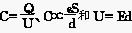 C=Q/U、C∝εS/d和 U=Ed